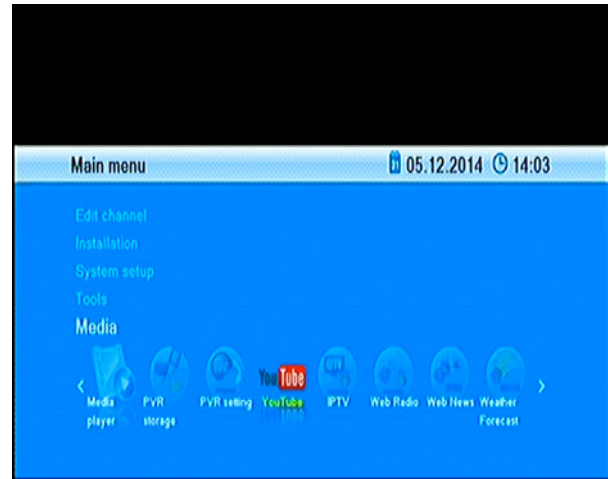 Main menu
31 05.12.2014 14:03
Edit channel
Installation
System setup
Tools
Media
YouTube
Media player
PVR storage
PVR setting
YouTube
IPTV
Web Radio
Web News
Weather Forecast